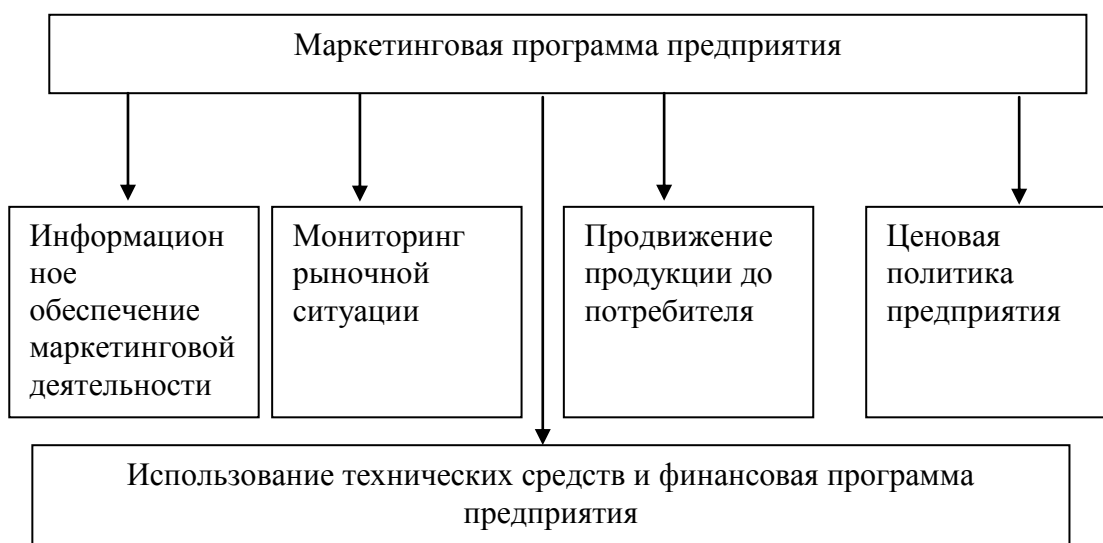 Маркетинговая программа предприятия
Информацион
ное
обеспечение
маркетинговой
деятельности
Мониторинг
рыночной
ситуации
Продвижение
продукции до
потребителя
Ценовая
политика
предприятия
Использование технических средств и финансовая программа
предприятия